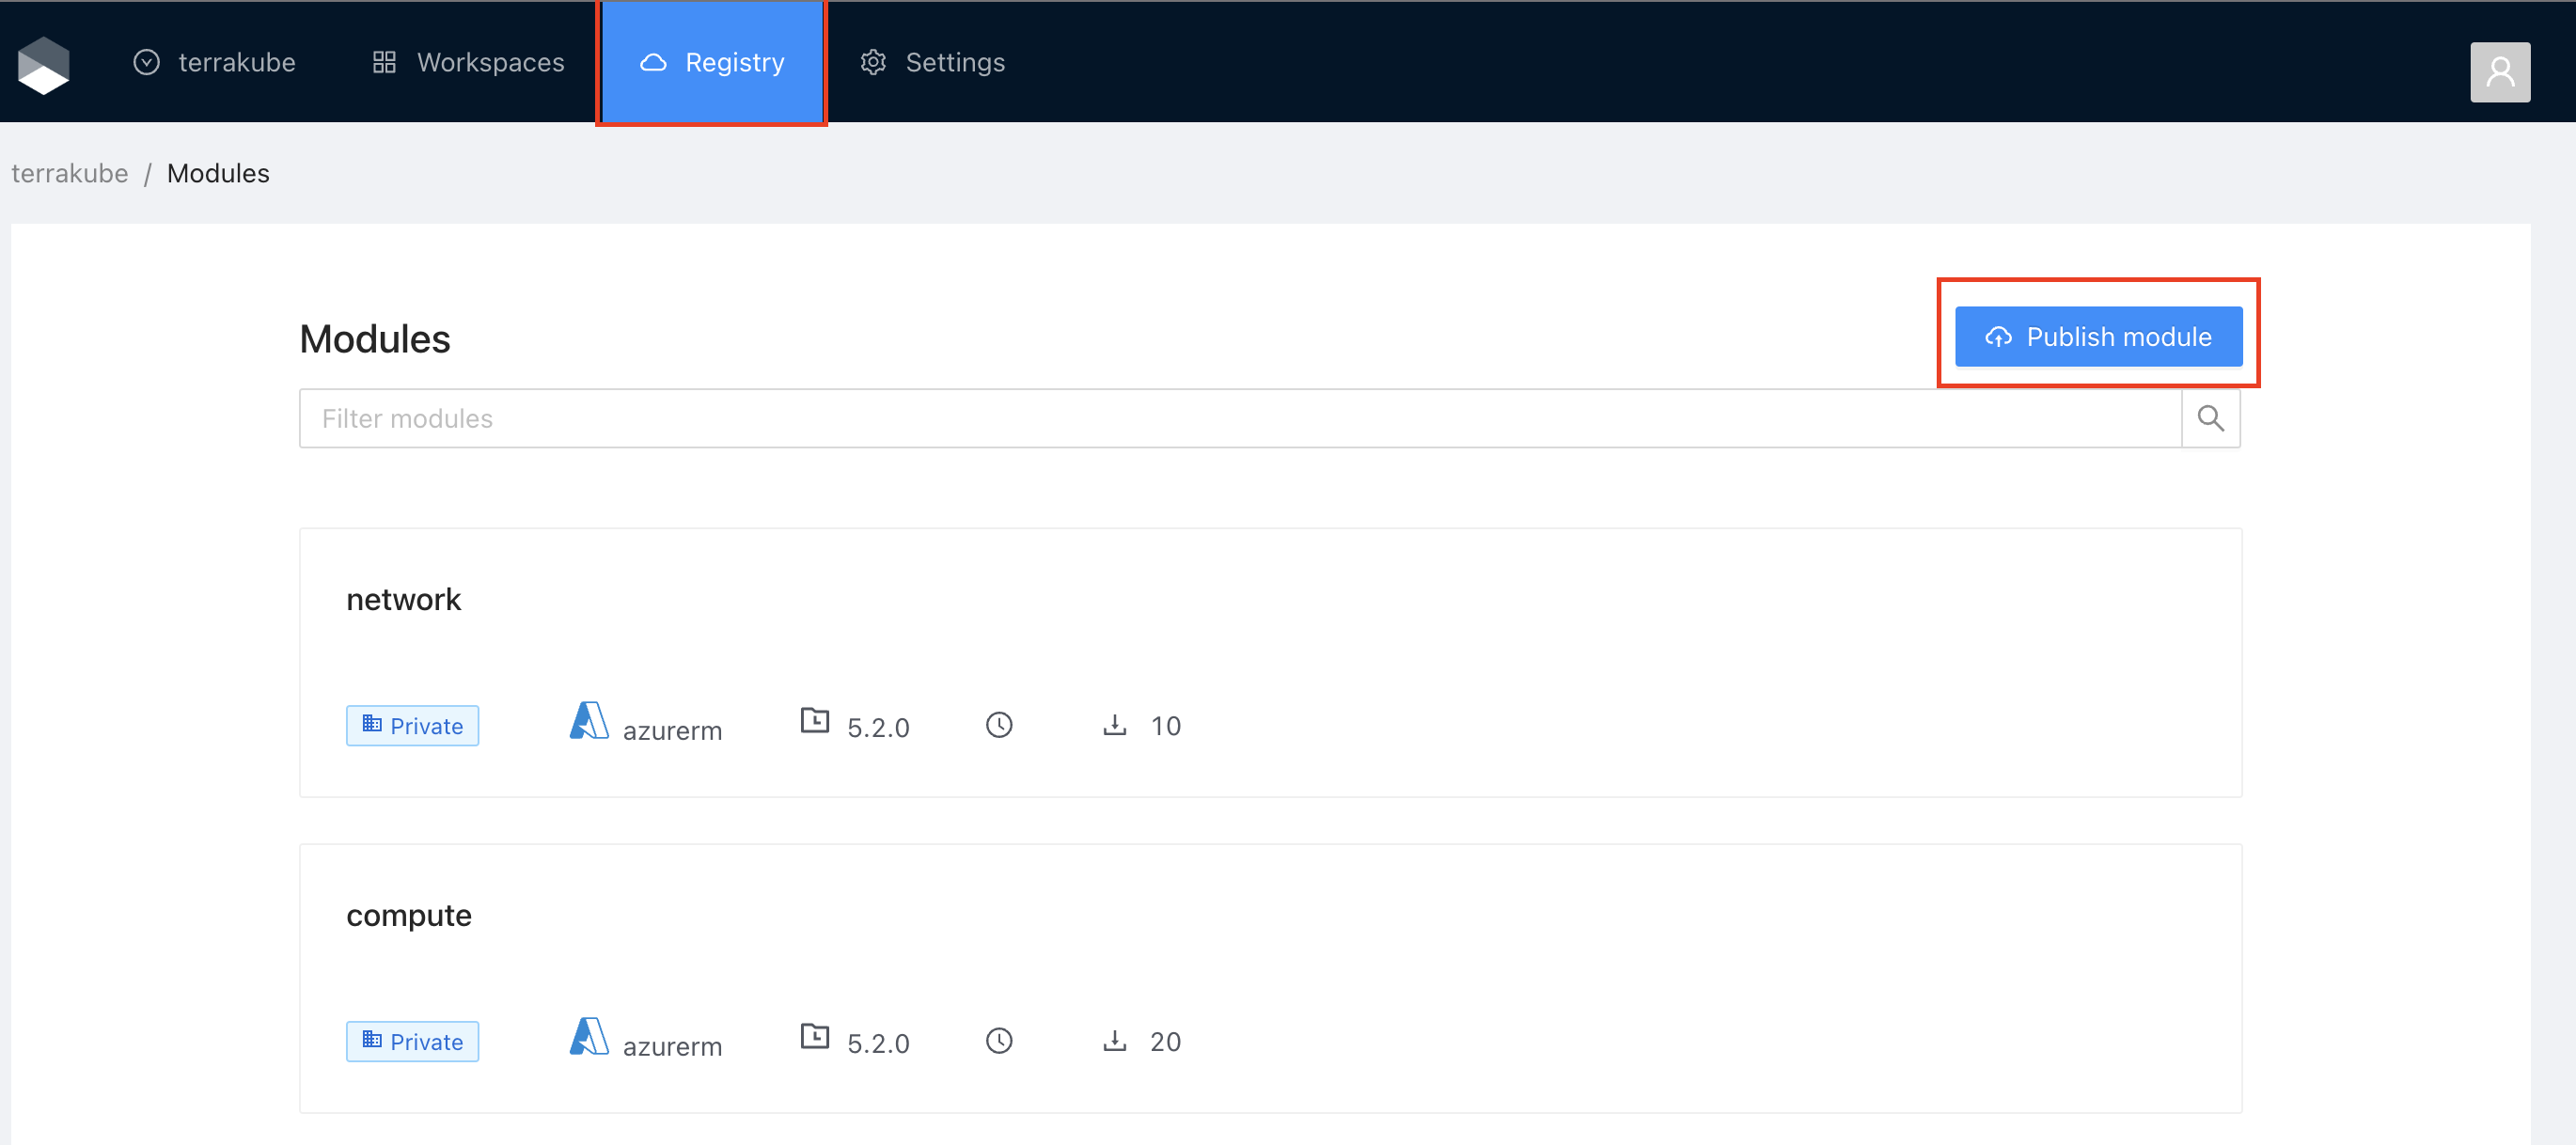 terrakube Workspaces Registry Settings
terrakube / Modules
Modules
Publish module
Filter modules
network
Private azurerm 5.2.0 10
compute
Private azurerm 5.2.0 20